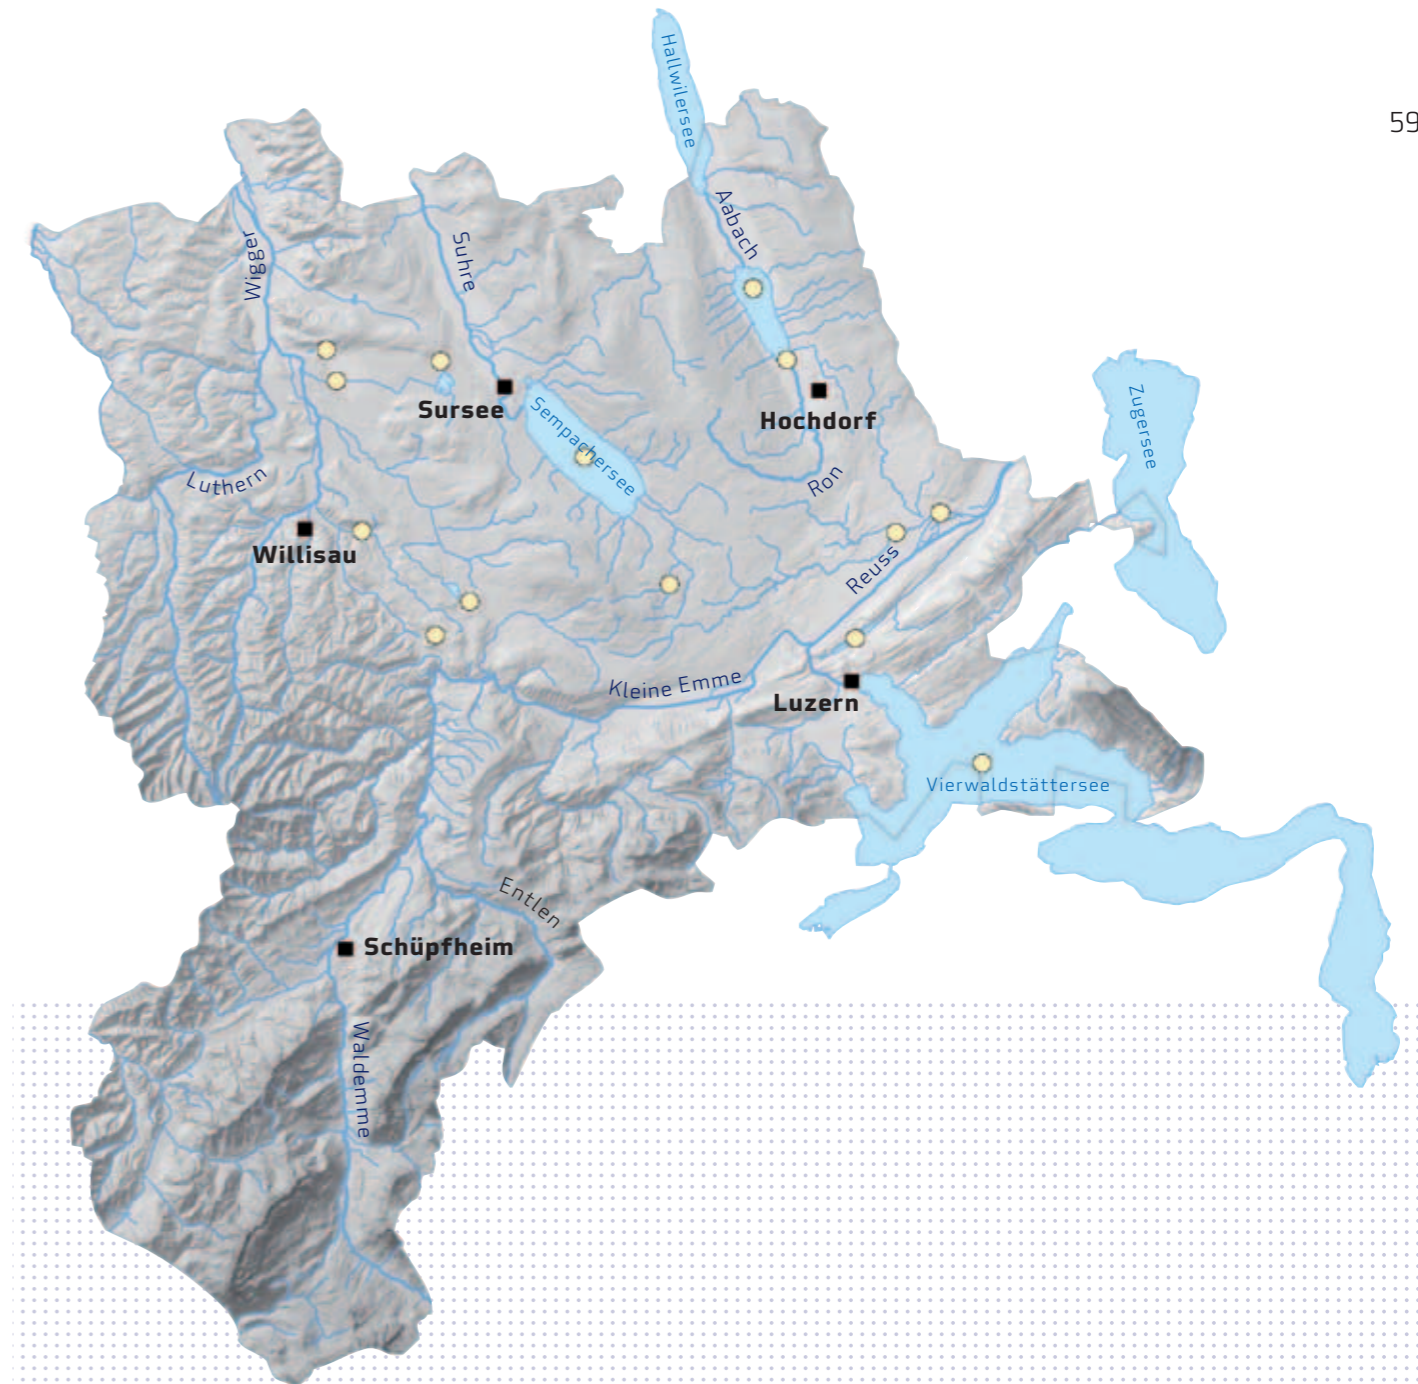 Hallwilersee
59
Aabach
Wigger
Suhre
Sursee
Sempachersee
Hochdorf
Zugersee
Luthern
Ron
Willisau
Reuss
Kleine Emme
Luzern
Vierwaldstättersee
Entlen
Schüpfheim
Waldemme